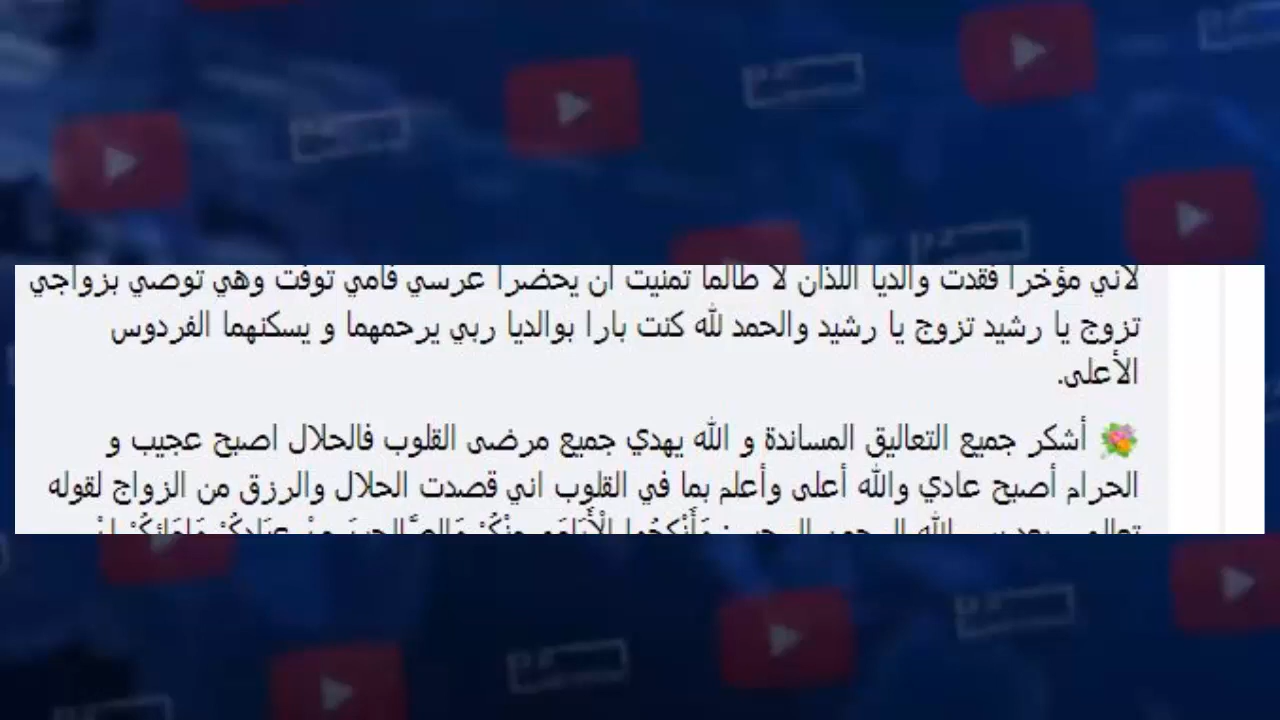 لاني مؤخرا فقدت والديا اللذان لا طالما تمنيت ان يحضرا عرسي فامي توفت وهي توصي بزواجي
تزوج يا رشيد تزوج يا رشيد والحمد لله كنت بارا بوالديا ربي يرحمهما و يسكنهما الفردوس
الأعلى.
أشكر جميع التعاليق المساندة و الله يهدي جميع مرضى القلوب فالحلال اصبح عجيب و
الحرام أصبح عادي والله أعلى وأعلم بما في القلوب اني قصدت الحلال والرزق من الزواج لقوله